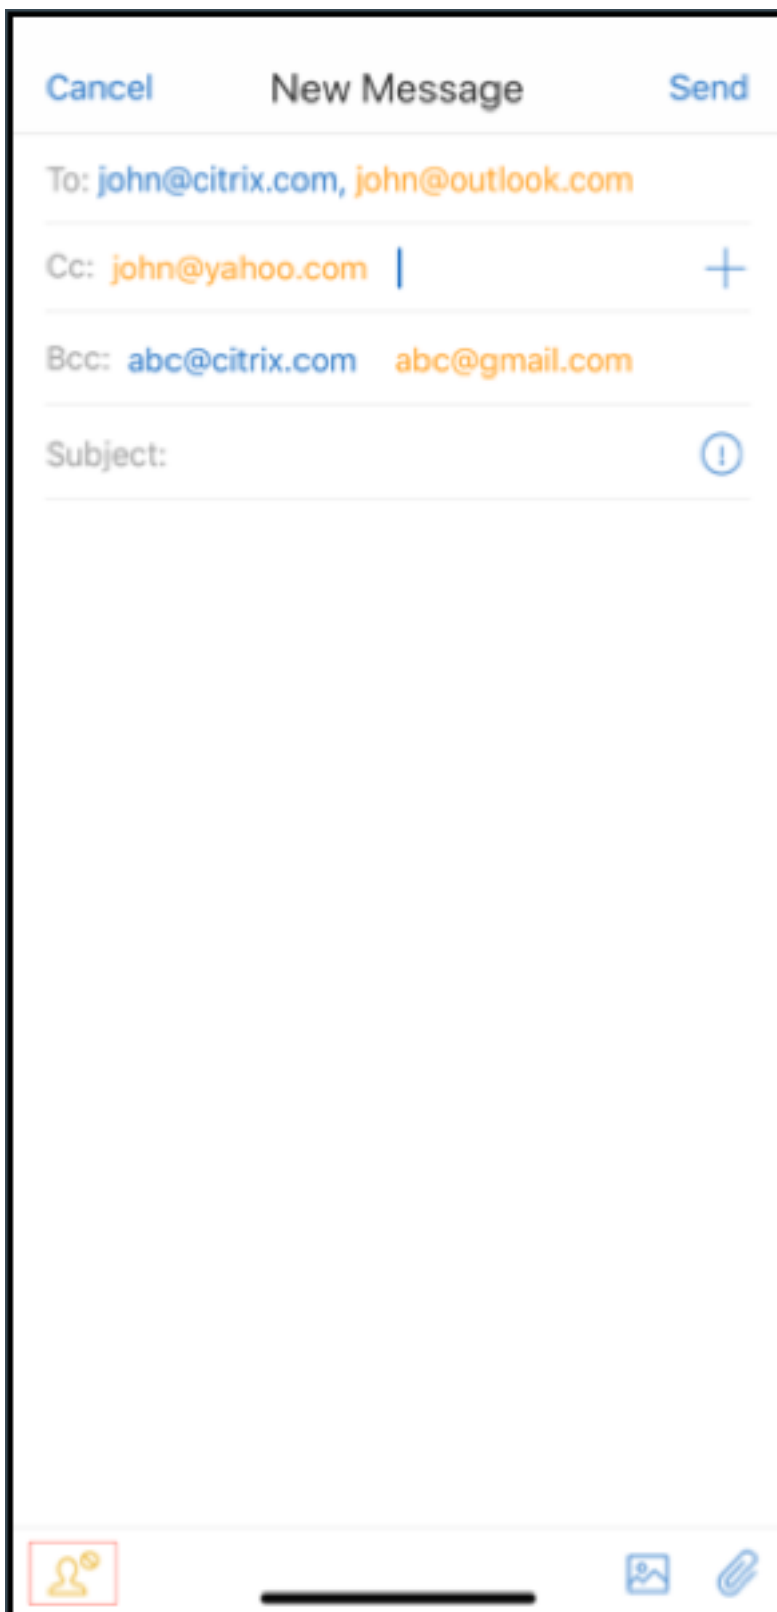 Cancel New Message Send
To: john@citrix.com, john@outlook.com
Cc: john@yahoo.com
Bcc: abc@citrix.com abc@gmail.com
Subject: